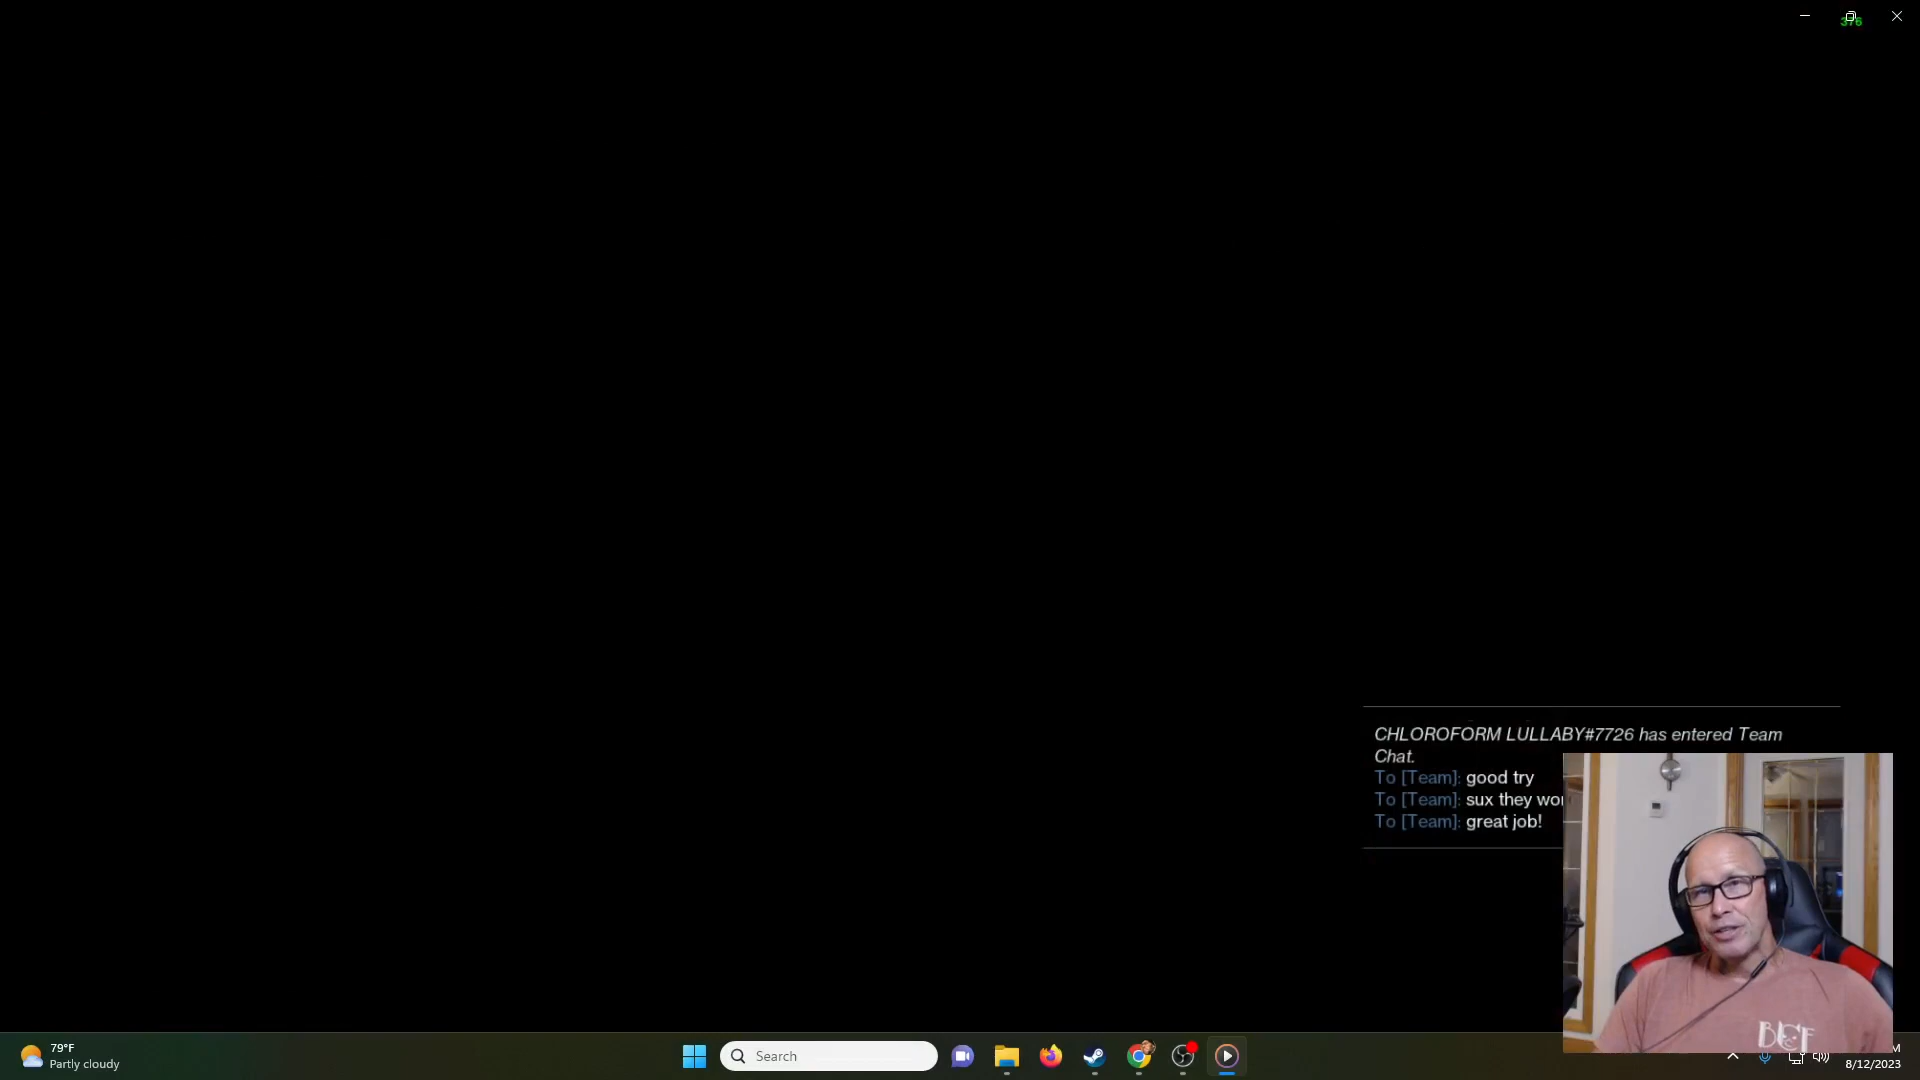 376
CHLOROFORM LULLABY#7726 has entered Team
Chat.
To [Team]: good try
To [Team]: sux they
To [Team]: great job!
79°F
Partly cloudy
Search
8/12/2023